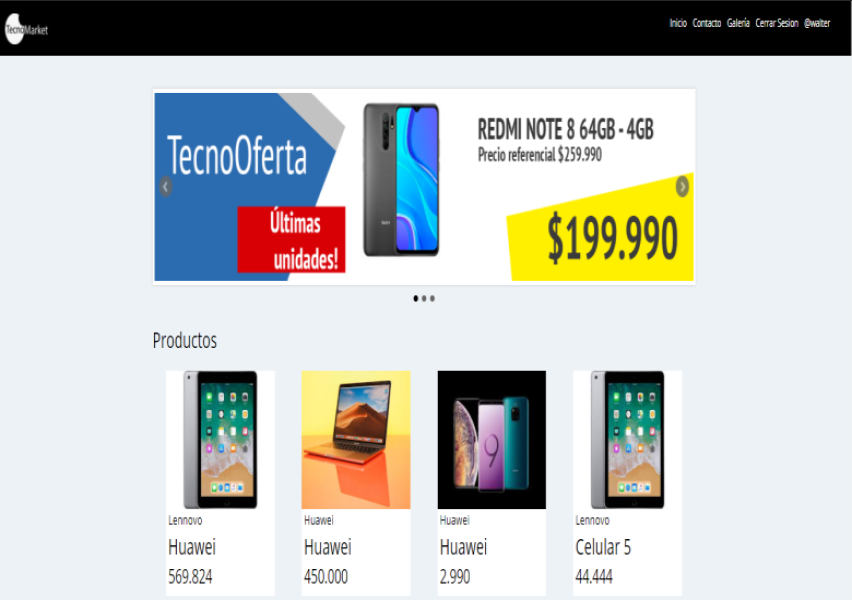 TecnoMarket
Inicio Contacto Galería Cerrar Sesion @walter
TecnoOferta
Últimas
unidades!
REDMI NOTE 8 64GB - 4GB
Precio referencial $259.990
$199.990
Productos
Lennovo
Huawei
569.824
Huawei
Huawei
450.000
Huawei
Huawei
2.990
Lennovo
Celular 5
44.444